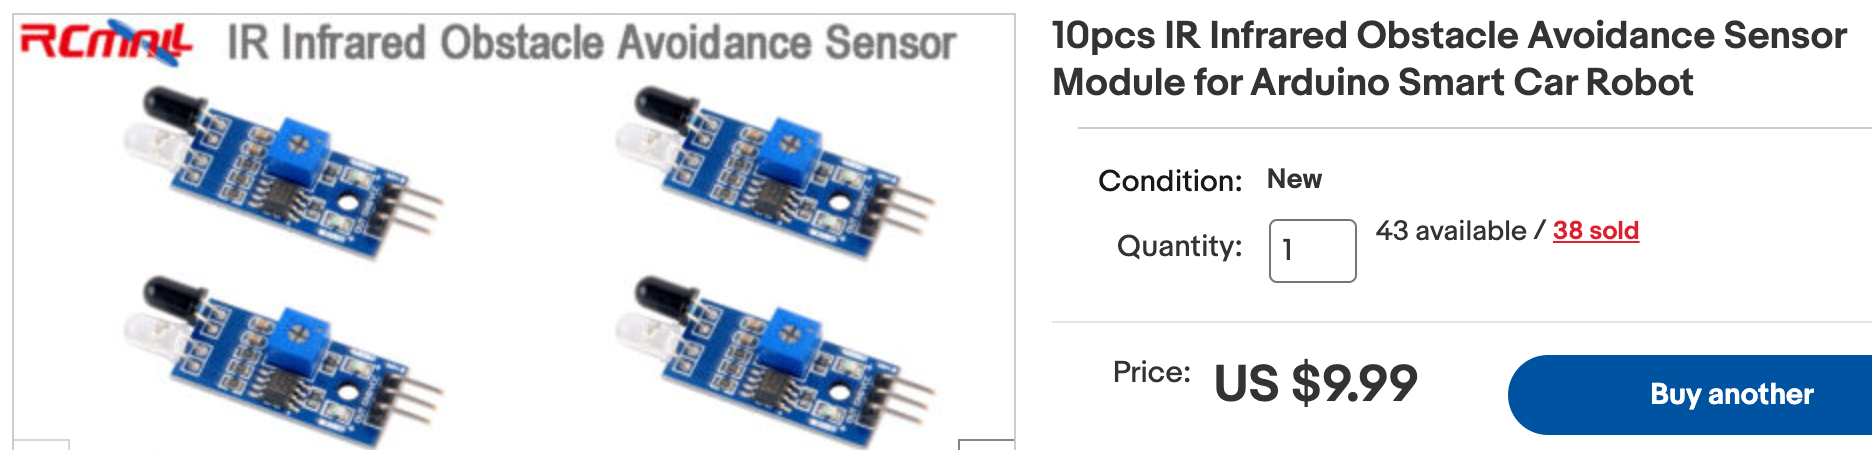 RCmall IR Infrared Obstacle Avoidance Sensor
10pcs IR Infrared Obstacle Avoidance Sensor
Module for Arduino Smart Car Robot
Condition: New
Quantity: 1 43 available / 38 sold
Price: US $9.99 Buy another